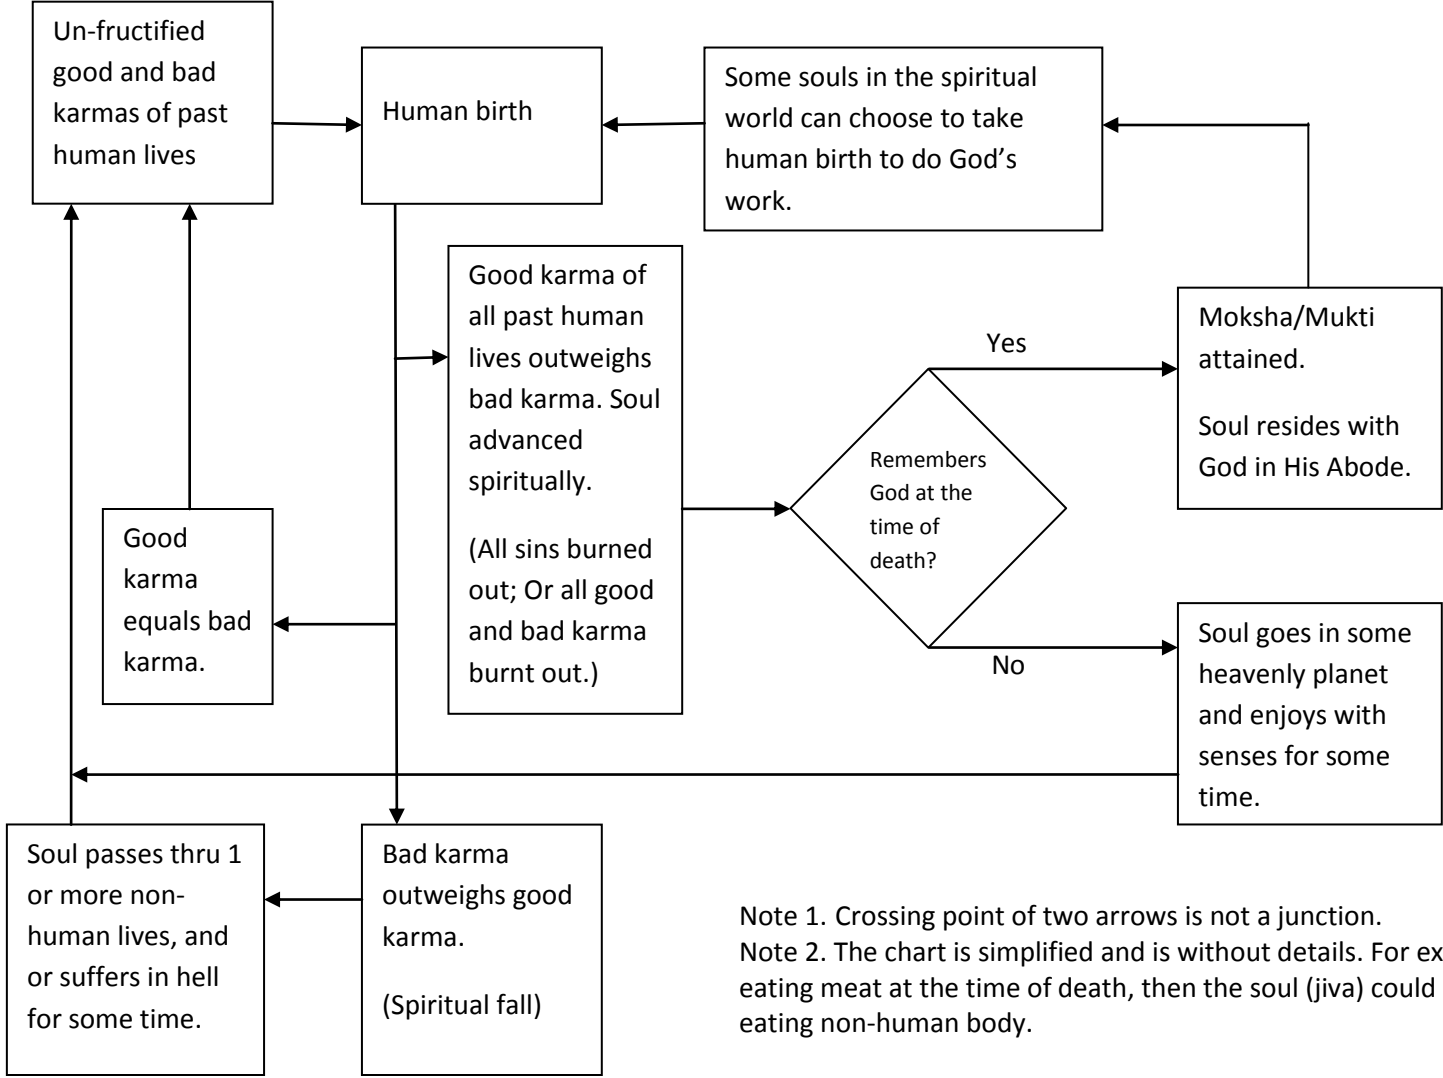 Un-fructified
good and bad
karmas of past
human lives
Human birth
Some souls in the spiritual
world can choose to take
human birth to do God’s
work.
Good karma of
all past human
lives outweighs
bad karma. Soul
advanced
spiritually.
(All sins burned
out; Or all good
and bad karma
burnt out.)
Yes
Moksha/Mukti
attained.
Soul resides with
God in His Abode.
Remembers
God at the
time of
death?
Good
karma
equals bad
karma.
No
Soul goes in some
heavenly planet
and enjoys with
senses for some
time.
Soul passes thru 1
or more non-
human lives, and
or suffers in hell
for some time.
Bad karma
outweighs good
karma.
(Spiritual fall)
Note 1. Crossing point of two arrows is not a junction.
Note 2. The chart is simplified and is without details. For ex
eating meat at the time of death, then the soul (jiva) could
eating non-human body.